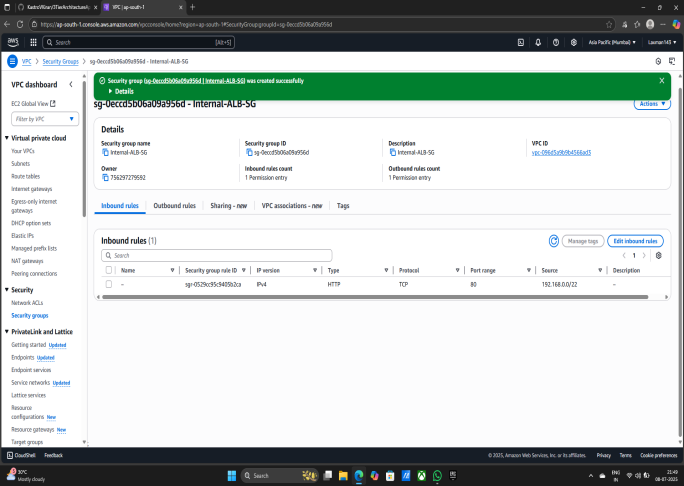 KastroVKiran/3TierArchitectureA
VPC | ap-south-1
https://ap-south-1.console.aws.amazon.com/vpcconsole/home?region=ap-south-1#SecurityGroup:groupId=sg-0eccd5b06a09a956d
aws
Search
[Alt+S]
Asia Pacific (Mumbai)
VPC
Security Groups
sg-0eccd5b06a09a956d - Internal-ALB-SG
VPC dashboard
EC2 Global View
Filter by VPC
Virtual private cloud
Your VPCs
Subnets
Route tables
Internet gateways
Egress-only internet
gateways
DHCP option sets
Elastic IPs
Managed prefix lists
NAT gateways
Peering connections
Security
Network ACLs
Security groups
PrivateLink and Lattice
Getting started Updated
Endpoints Updated
Endpoint services
Service networks Updated
Lattice services
Resource
configurations New
Resource gateways New
Target groups
Security group (sg-0eccd5b06a09a956d | Internal-ALB-SG) was created successfully
Details
sg-0eccd5b06a09a956d - Internal-ALB-SG
Actions
Details
Security group name
Internal-ALB-SG
Security group ID
sg-0eccd5b06a09a956d
Description
Internal-ALB-SG
VPC ID
vpc-096d5a9b9b4566ad3
Owner
756297279592
Inbound rules count
1 Permission entry
Outbound rules count
1 Permission entry
Inbound rules
Outbound rules
Sharing - new
VPC associations - new
Tags
Inbound rules (1)
Manage tags
Edit inbound rules
Search
1
Name
Security group rule ID
IP version
Type
Protocol
Port range
Source
Description
–
sgr-0529cc95c9405b2ca
IPv4
HTTP
TCP
80
192.168.0.0/22
–
CloudShell
Feedback
© 2025, Amazon Web Services, Inc. or its affiliates.
Privacy
Terms
Cookie preferences
30°C
Mostly cloudy
Search
ENG
IN
21:49
08-07-2025